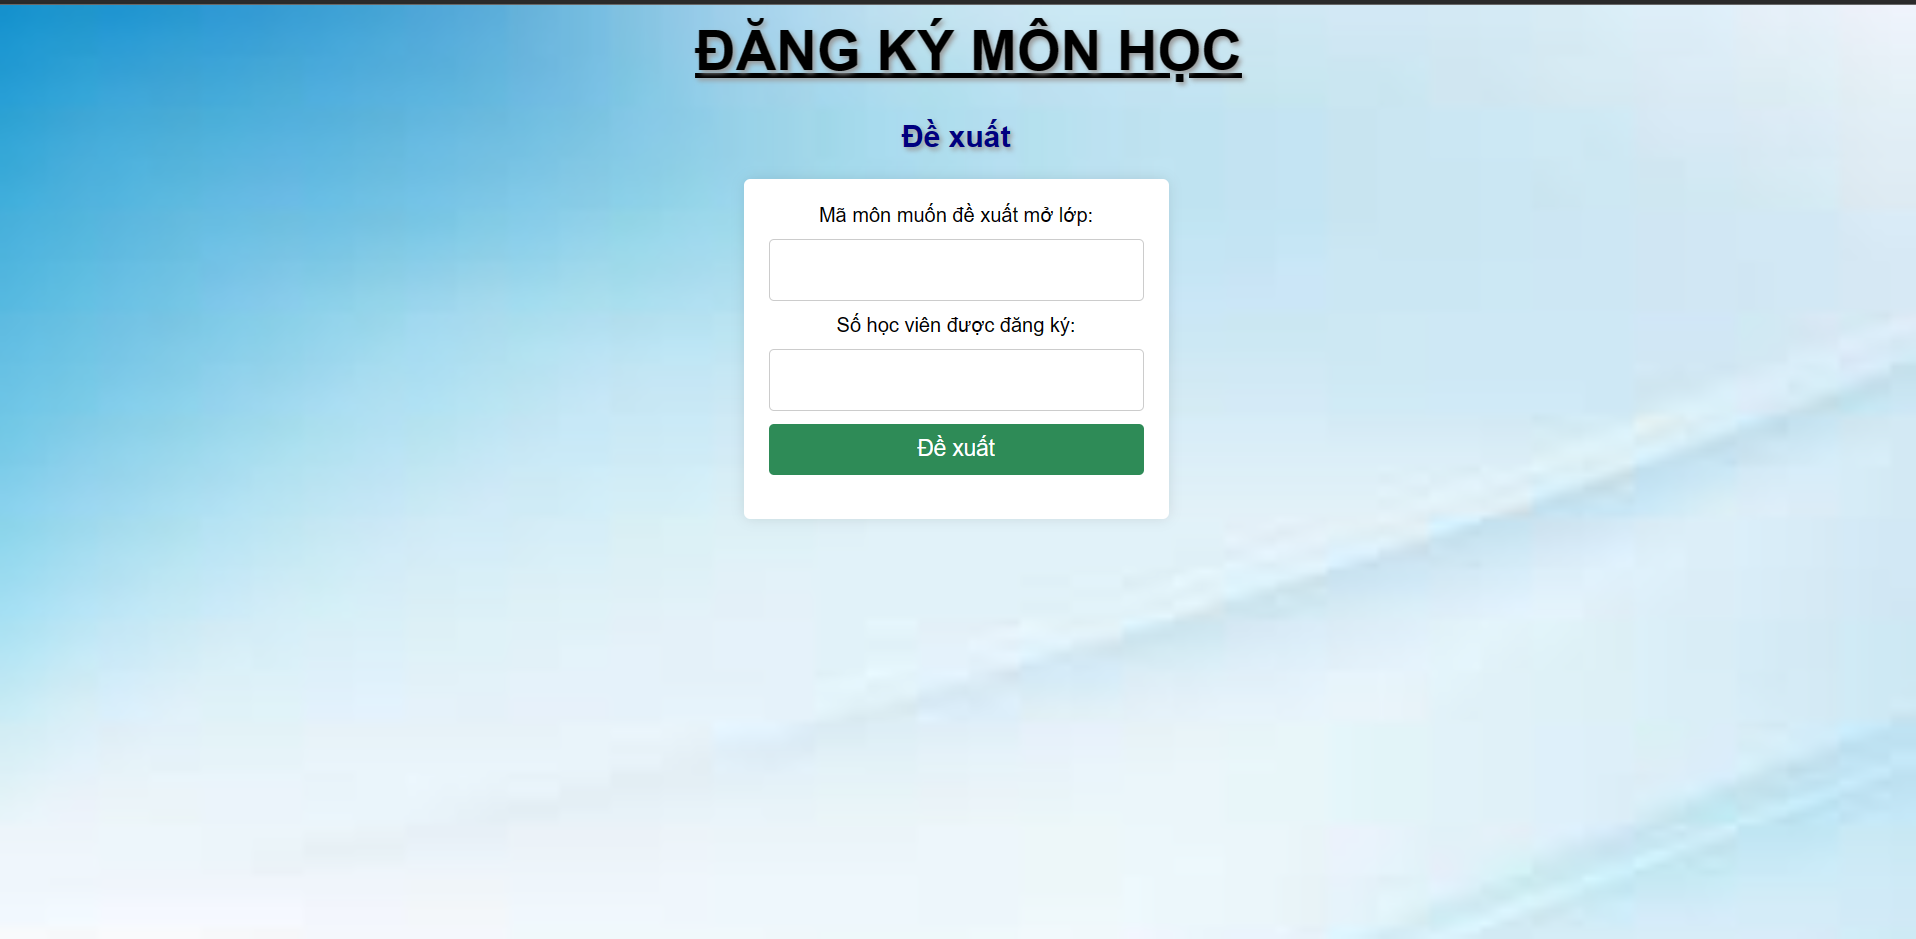 ĐĂNG KÝ MÔN HỌC
Đề xuất
Mã môn muốn đề xuất mở lớp:
Số học viên được đăng ký:
Đề xuất